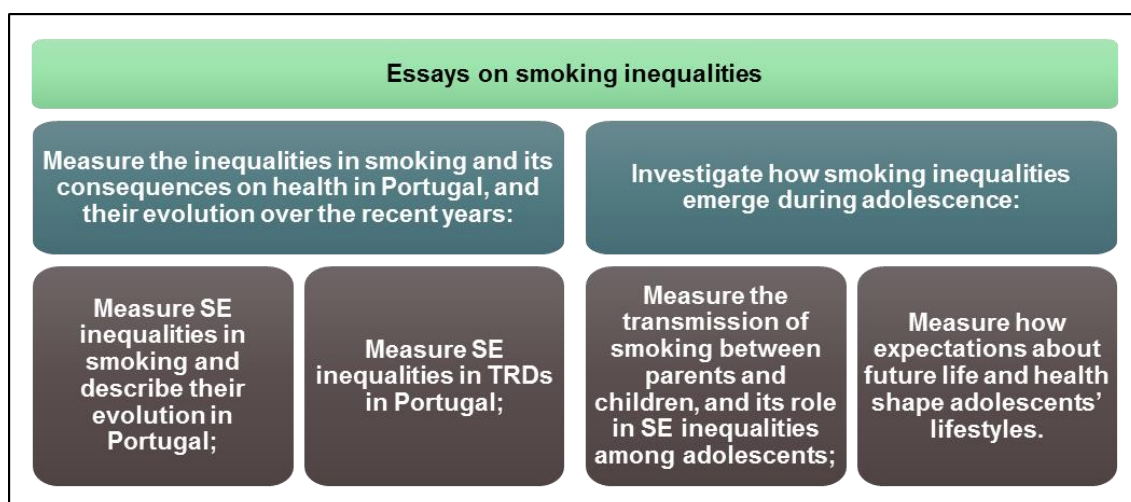 Essays on smoking inequalities
Measure the inequalities in smoking and its
consequences on health in Portugal, and
their evolution over the recent years:
Investigate how smoking inequalities
emerge during adolescence:
Measure SE
inequalities in
smoking and
describe their
evolution in
Portugal;
Measure SE
inequalities in TRDs
in Portugal;
Measure the
transmission of
smoking between
parents and
children, and its role
in SE inequalities
among adolescents;
Measure how
expectations about
future life and health
shape adolescents’
lifestyles.